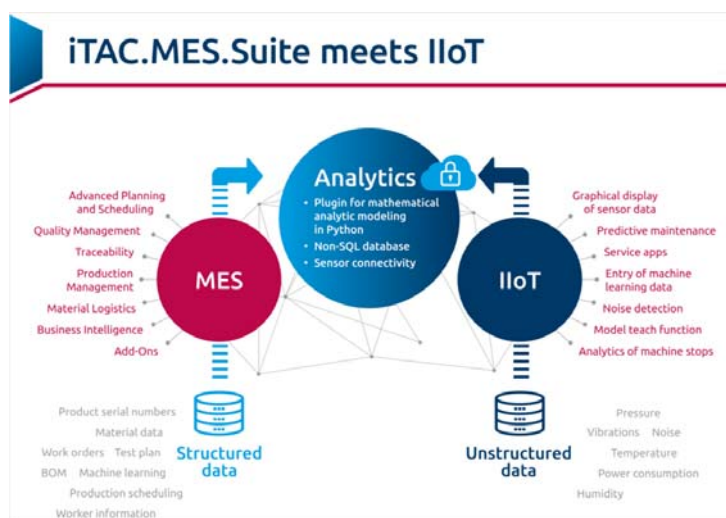 iTAC.MES.Suite meets IIoT
Analytics
• Plugin for mathematical
analytic modeling
in Python
• Non-SQL database
• Sensor connectivity
Advanced Planning
and Scheduling
Quality Management
Traceability
Production
Management
Material Logistics
Business Intelligence
Add-Ons
MES
IIoT
Graphical display
of sensor data
Predictive maintenance
Service apps
Entry of machine
learning data
Noise detection
Model teach function
Analytics of machine stops
Product serial numbers
Material data
Work orders Test plan
BOM Machine learning
Production scheduling
Worker information
Structured
data
Unstructured
data
Pressure
Vibrations Noise
Temperature
Power consumption
Humidity